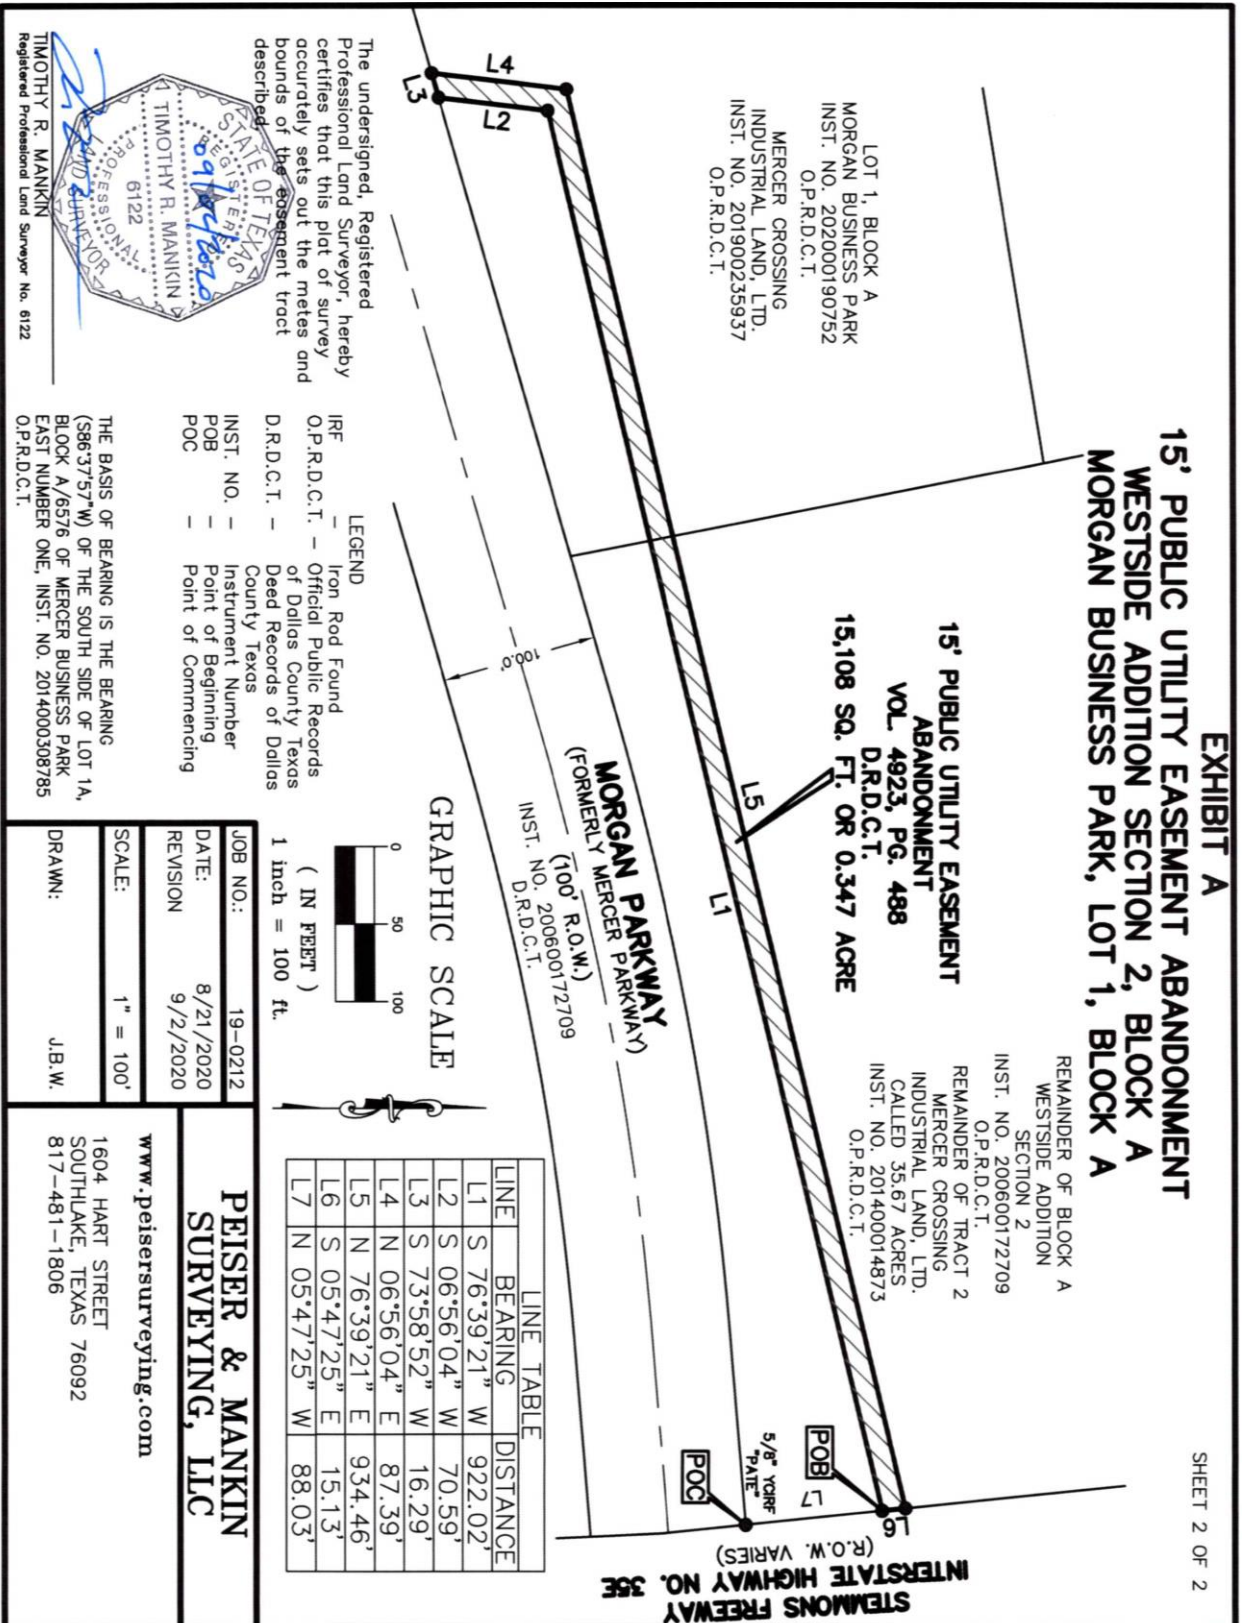 EXHIBIT A
15' PUBLIC UTILITY EASEMENT ABANDONMENT
WESTSIDE ADDITION SECTION 2, BLOCK A
MORGAN BUSINESS PARK, LOT 1, BLOCK A
SHEET 2 OF 2
LOT 1, BLOCK A
MORGAN BUSINESS PARK
INST. NO. 202000190752
O.P.R.D.C.T.
MERCER CROSSING
INDUSTRIAL LAND, LTD.
INST. NO. 201900235937
O.P.R.D.C.T.
15' PUBLIC UTILITY EASEMENT
ABANDONMENT
VOL. 4923, PG. 488
D.R.D.C.T.
15,108 SQ. FT. OR 0.347 ACRE
REMAINDER OF BLOCK A
WESTSIDE ADDITION
SECTION 2
INST. NO. 200600172709
O.P.R.D.C.T.
REMAINDER OF TRACT 2
MERCER CROSSING
INDUSTRIAL LAND, LTD.
CALLED 35.67 ACRES
INST. NO. 201400014873
O.P.R.D.C.T.
L4
L3
L2
L5
L1
L6
L7
POB
5/8" YCIRF
"PATE"
POC
STEMMONS FREEWAY
INTERSTATE HIGHWAY NO. 35E
(R.O.W. VARIES)
100.0'
MORGAN PARKWAY
(FORMERLY MERCER PARKWAY)
(100' R.O.W.)
INST. NO. 200600172709
D.R.D.C.T.
The undersigned, Registered
Professional Land Surveyor, hereby
certifies that this plat of survey
accurately sets out the metes and
bounds of the easement tract
described
STATE OF TEXAS
REGISTERED
09/04/2020
TIMOTHY R. MANKIN
6122
PROFESSIONAL
LAND SURVEYOR
TIMOTHY R. MANKIN
Registered Professional Land Surveyor No. 6122
LEGEND
IRF - Iron Rod Found
O.P.R.D.C.T. - Official Public Records
of Dallas County Texas
D.R.D.C.T. - Deed Records of Dallas
County Texas
INST. NO. - Instrument Number
POB - Point of Beginning
POC - Point of Commencing
THE BASIS OF BEARING IS THE BEARING
(S86°37'57"W) OF THE SOUTH SIDE OF LOT 1A,
BLOCK A/6576 OF MERCER BUSINESS PARK
EAST NUMBER ONE, INST. NO. 201400308785
O.P.R.D.C.T.
GRAPHIC SCALE
0 50 100
( IN FEET )
1 inch = 100 ft.
LINE TABLE
LINE BEARING DISTANCE
L1 S 76°39'21" W 922.02'
L2 S 06°56'04" W 70.59'
L3 S 73°58'52" W 16.29'
L4 N 06°56'04" E 87.39'
L5 N 76°39'21" E 934.46'
L6 S 05°47'25" E 15.13'
L7 N 05°47'25" W 88.03'
JOB NO.: 19-0212
DATE: 8/21/2020
REVISION 9/2/2020
SCALE: 1" = 100'
DRAWN: J.B.W.
PEISER & MANKIN
SURVEYING, LLC
www.peisersurveying.com
1604 HART STREET
SOUTHLAKE, TEXAS 76092
817-481-1806